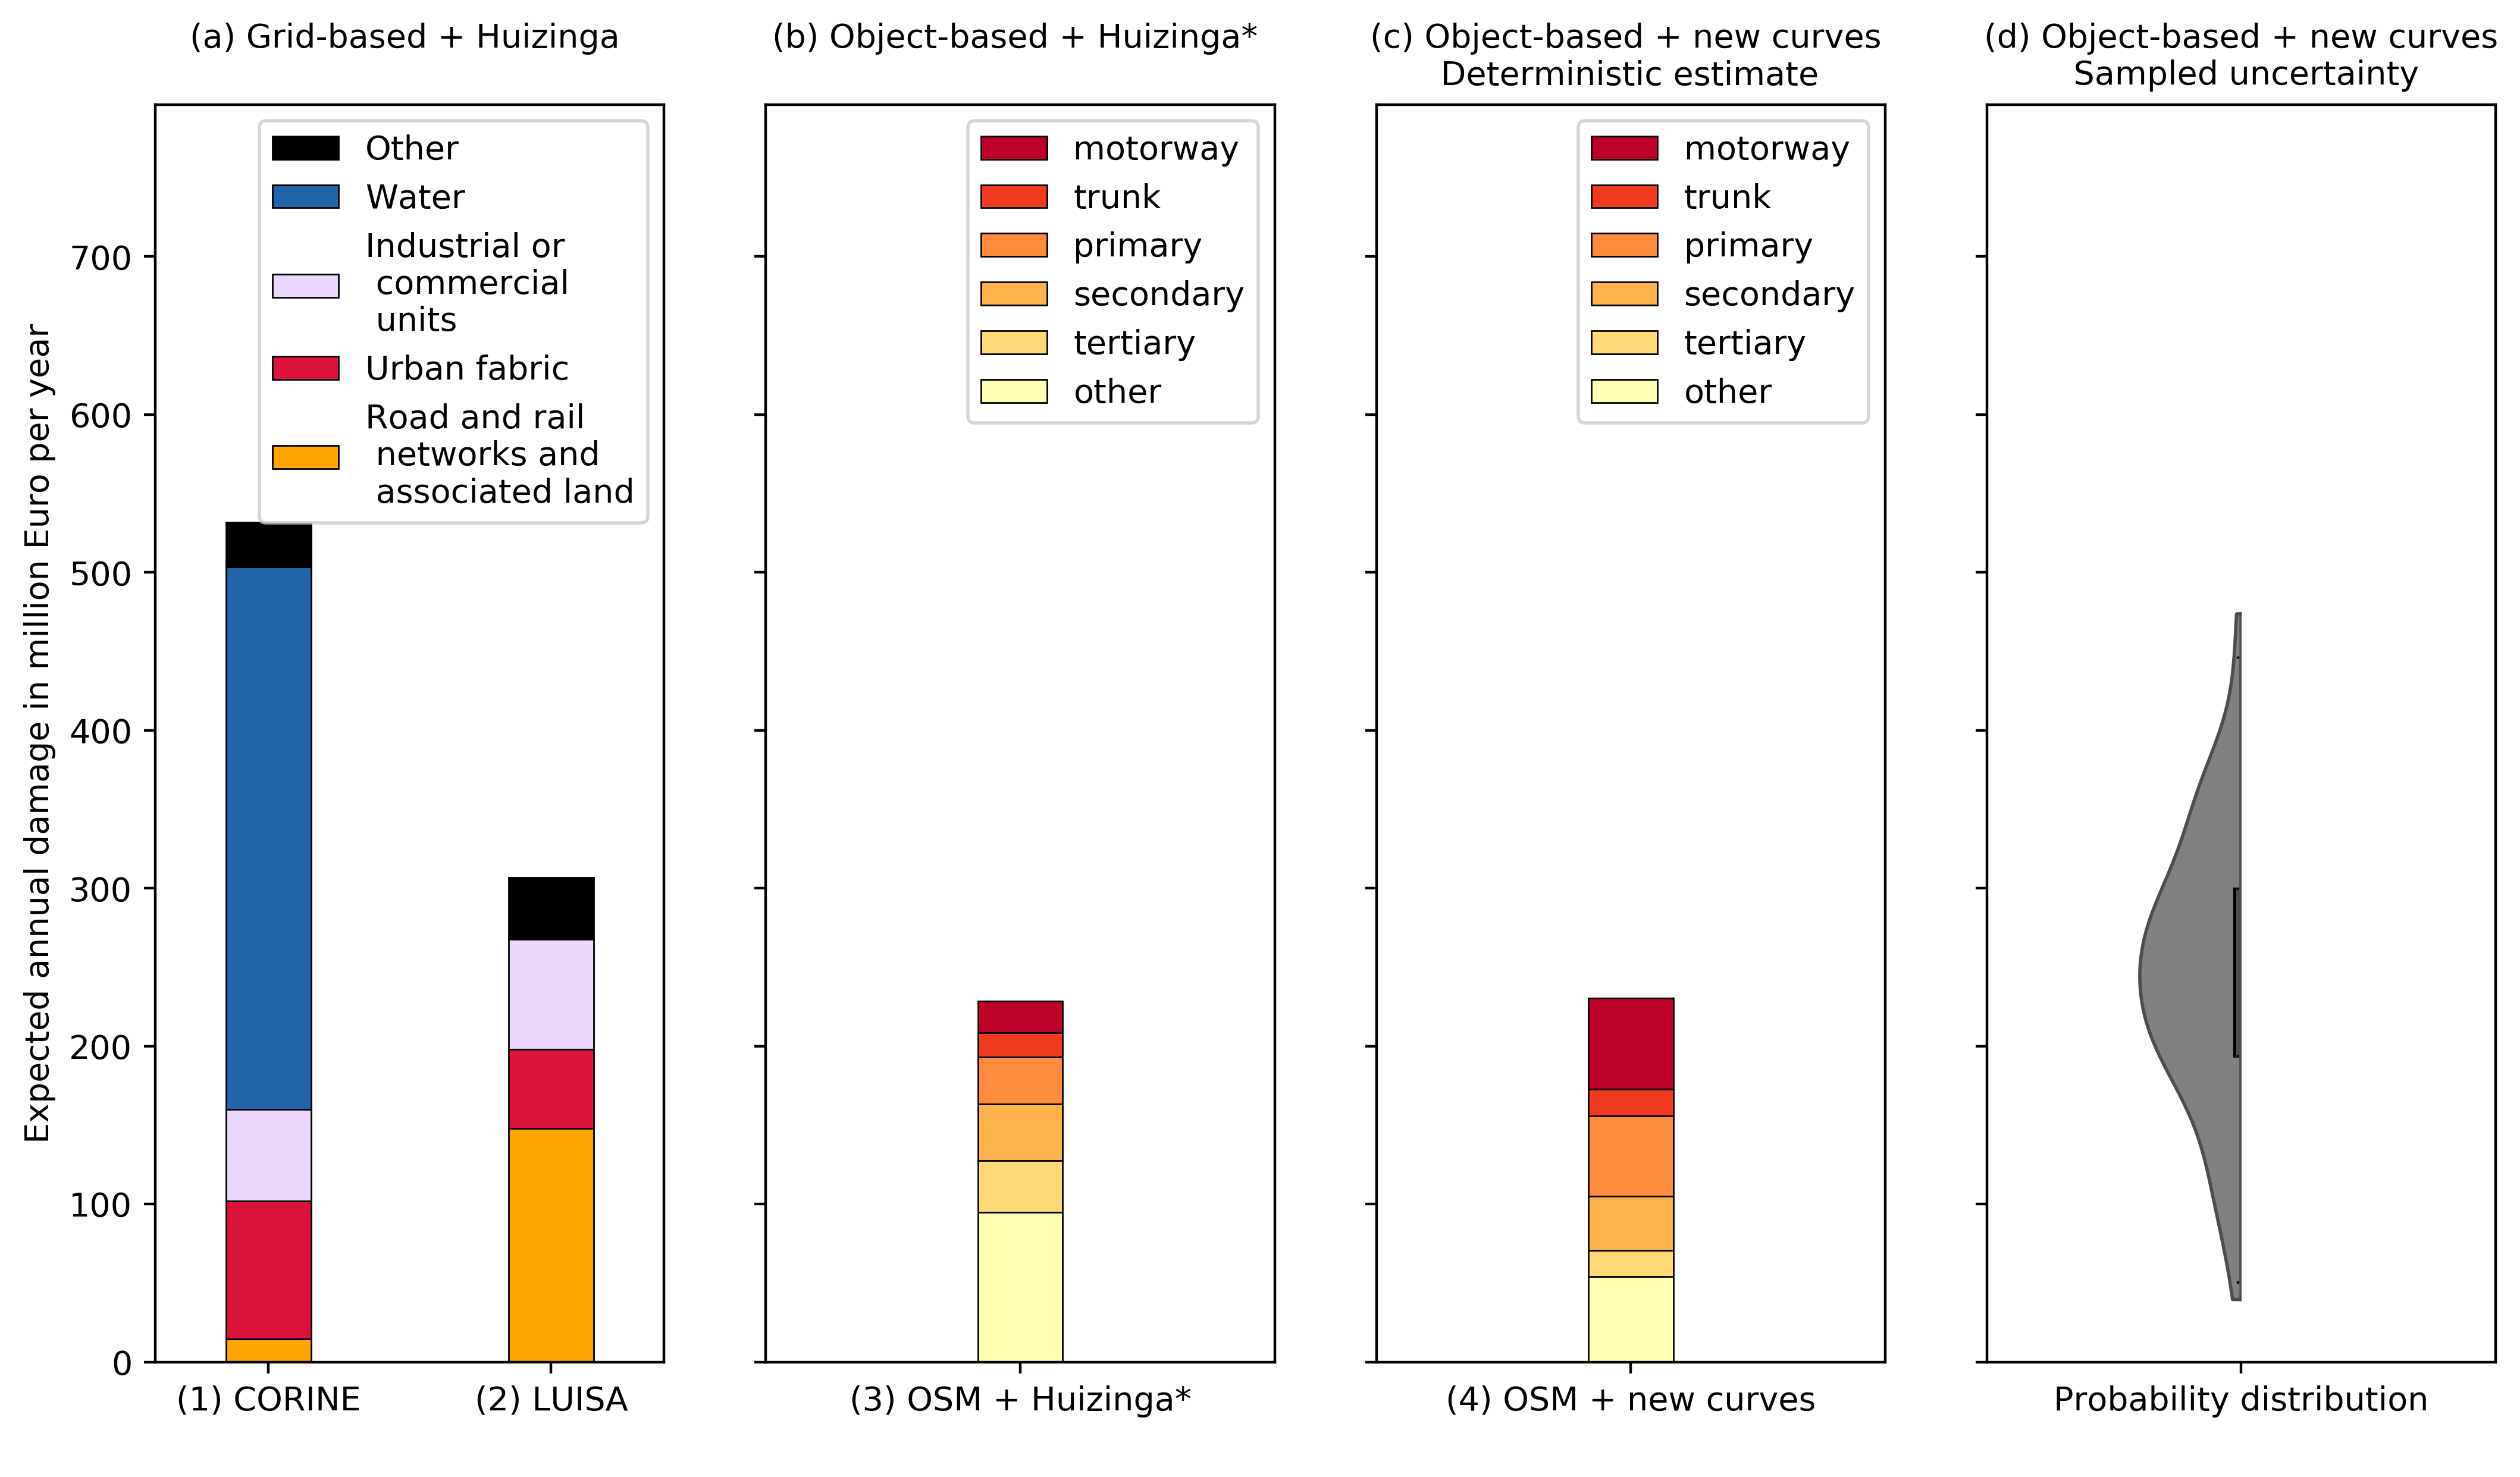 (a) Grid-based + Huizinga
(b) Object-based + Huizinga*
(c) Object-based + new curves
Deterministic estimate
(d) Object-based + new curves
Sampled uncertainty
Expected annual damage in million Euro per year
700
600
500
400
300
200
100
0
Other
Water
Industrial or
commercial
units
Urban fabric
Road and rail
networks and
associated land
motorway
trunk
primary
secondary
tertiary
other
motorway
trunk
primary
secondary
tertiary
other
(1) CORINE
(2) LUISA
(3) OSM + Huizinga*
(4) OSM + new curves
Probability distribution